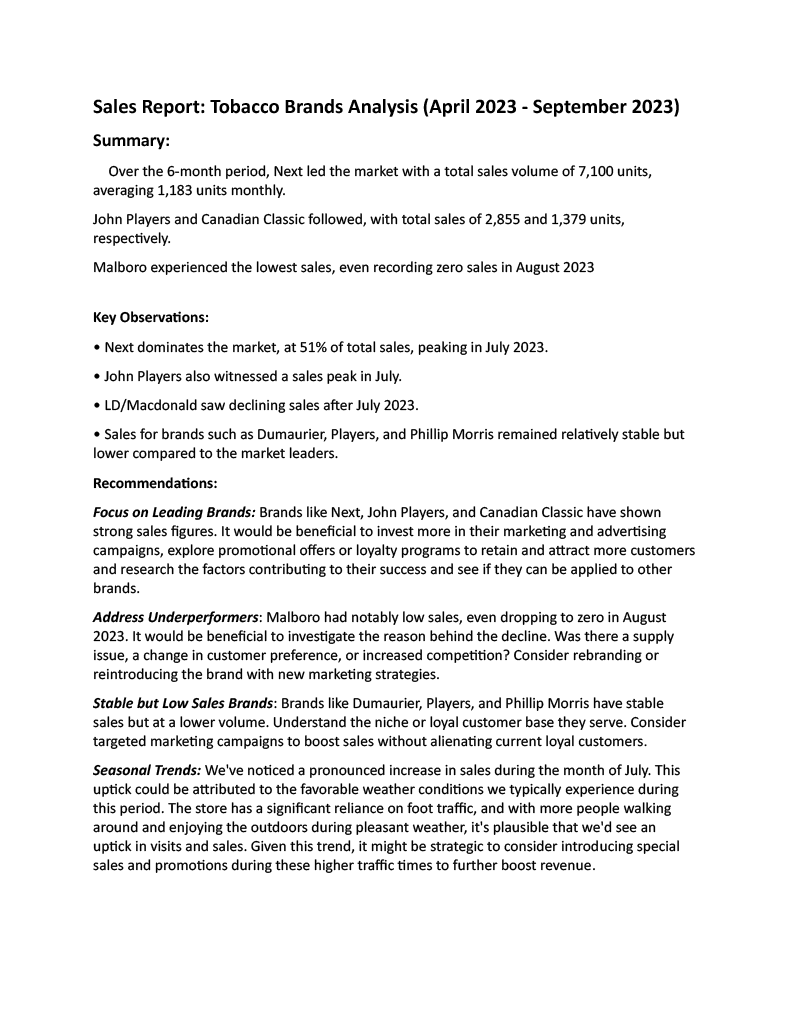 Sales Report: Tobacco Brands Analysis (April 2023 - September 2023)
Summary:
Over the 6-month period, Next led the market with a total sales volume of 7,100 units,
averaging 1,183 units monthly.
John Players and Canadian Classic followed, with total sales of 2,855 and 1,379 units,
respectively.
Malboro experienced the lowest sales, even recording zero sales in August 2023
Key Observations:
• Next dominates the market, at 51% of total sales, peaking in July 2023.
• John Players also witnessed a sales peak in July.
• LD/Macdonald saw declining sales after July 2023.
• Sales for brands such as Dumaurier, Players, and Phillip Morris remained relatively stable but
lower compared to the market leaders.
Recommendations:
Focus on Leading Brands: Brands like Next, John Players, and Canadian Classic have shown
strong sales figures. It would be beneficial to invest more in their marketing and advertising
campaigns, explore promotional offers or loyalty programs to retain and attract more customers
and research the factors contributing to their success and see if they can be applied to other
brands.
Address Underperformers: Malboro had notably low sales, even dropping to zero in August
2023. It would be beneficial to investigate the reason behind the decline. Was there a supply
issue, a change in customer preference, or increased competition? Consider rebranding or
reintroducing the brand with new marketing strategies.
Stable but Low Sales Brands: Brands like Dumaurier, Players, and Phillip Morris have stable
sales but at a lower volume. Understand the niche or loyal customer base they serve. Consider
targeted marketing campaigns to boost sales without alienating current loyal customers.
Seasonal Trends: We've noticed a pronounced increase in sales during the month of July. This
uptick could be attributed to the favorable weather conditions we typically experience during
this period. The store has a significant reliance on foot traffic, and with more people walking
around and enjoying the outdoors during pleasant weather, it's plausible that we'd see an
uptick in visits and sales. Given this trend, it might be strategic to consider introducing special
sales and promotions during these higher traffic times to further boost revenue.